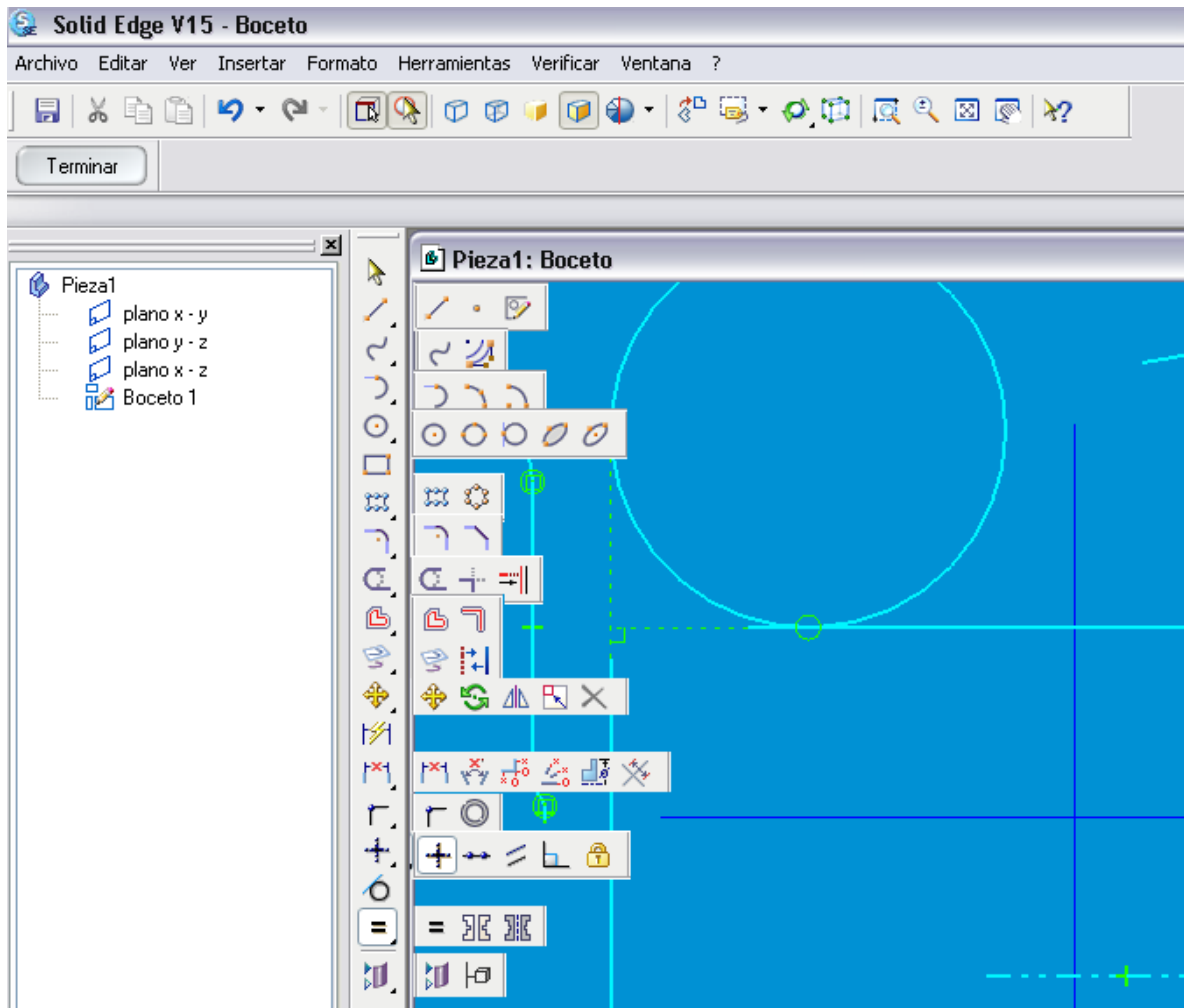 Solid Edge V15 - Boceto
Archivo Editar Ver Insertar Formato Herramientas Verificar Ventana ?
Terminar
Pieza1: Boceto
Pieza1
plano x - y
plano y - z
plano x - z
Boceto 1